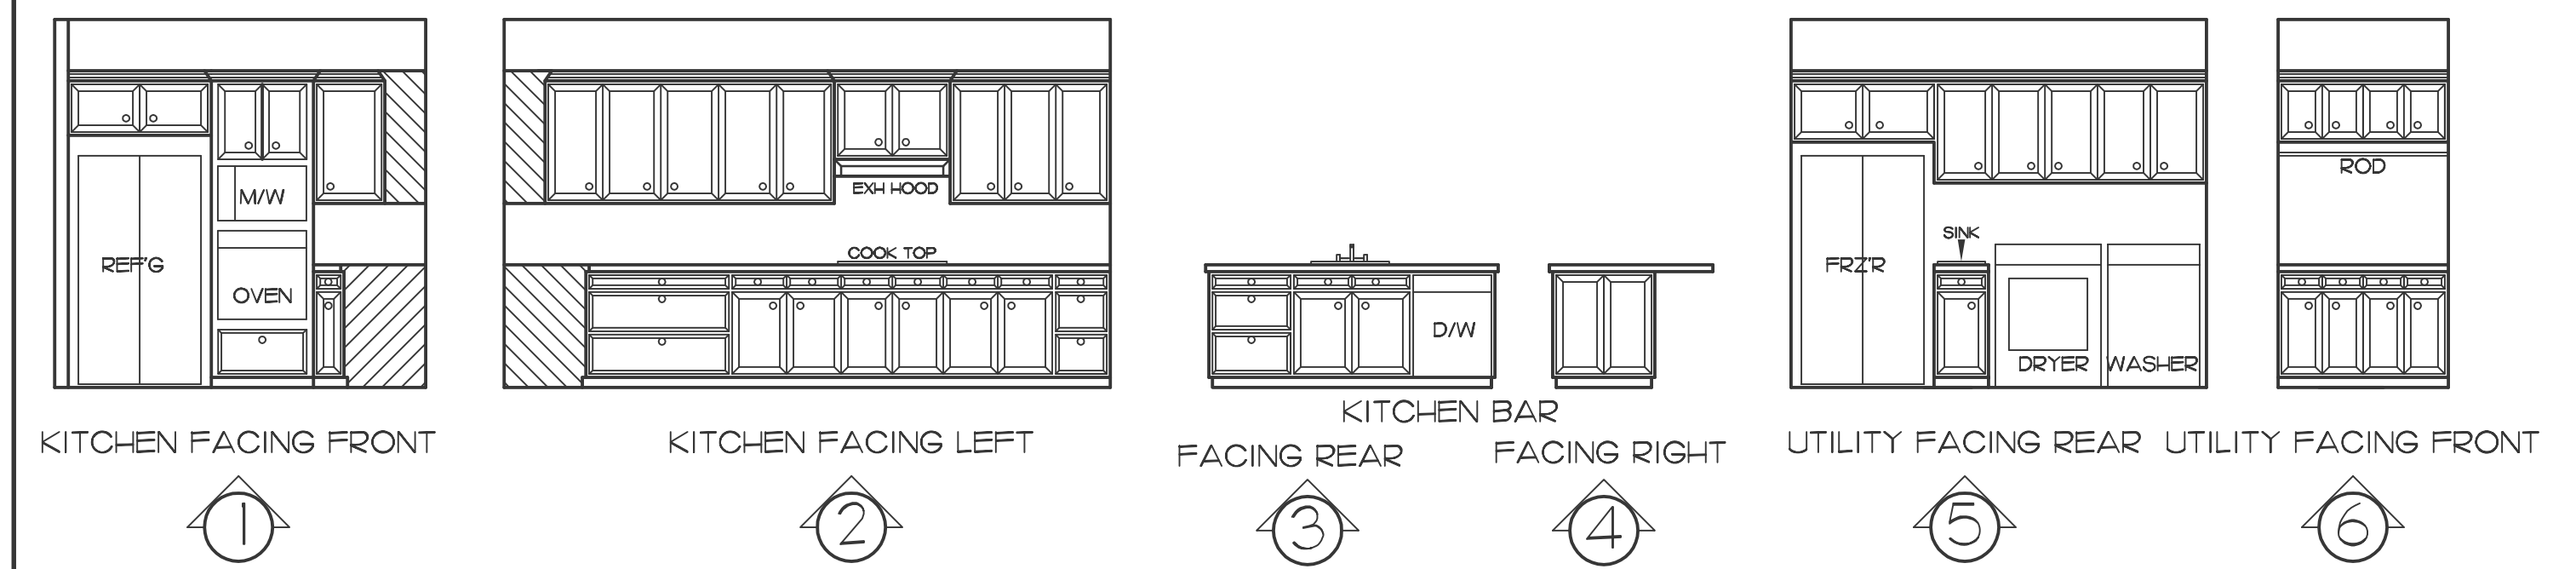 REF'G
M/W
OVEN
KITCHEN FACING FRONT
1
EXH HOOD
COOK TOP
KITCHEN FACING LEFT
2
D/W
KITCHEN BAR
FACING REAR
3
FACING RIGHT
4
FRZ'R
SINK
DRYER
WASHER
UTILITY FACING REAR
5
ROD
UTILITY FACING FRONT
6